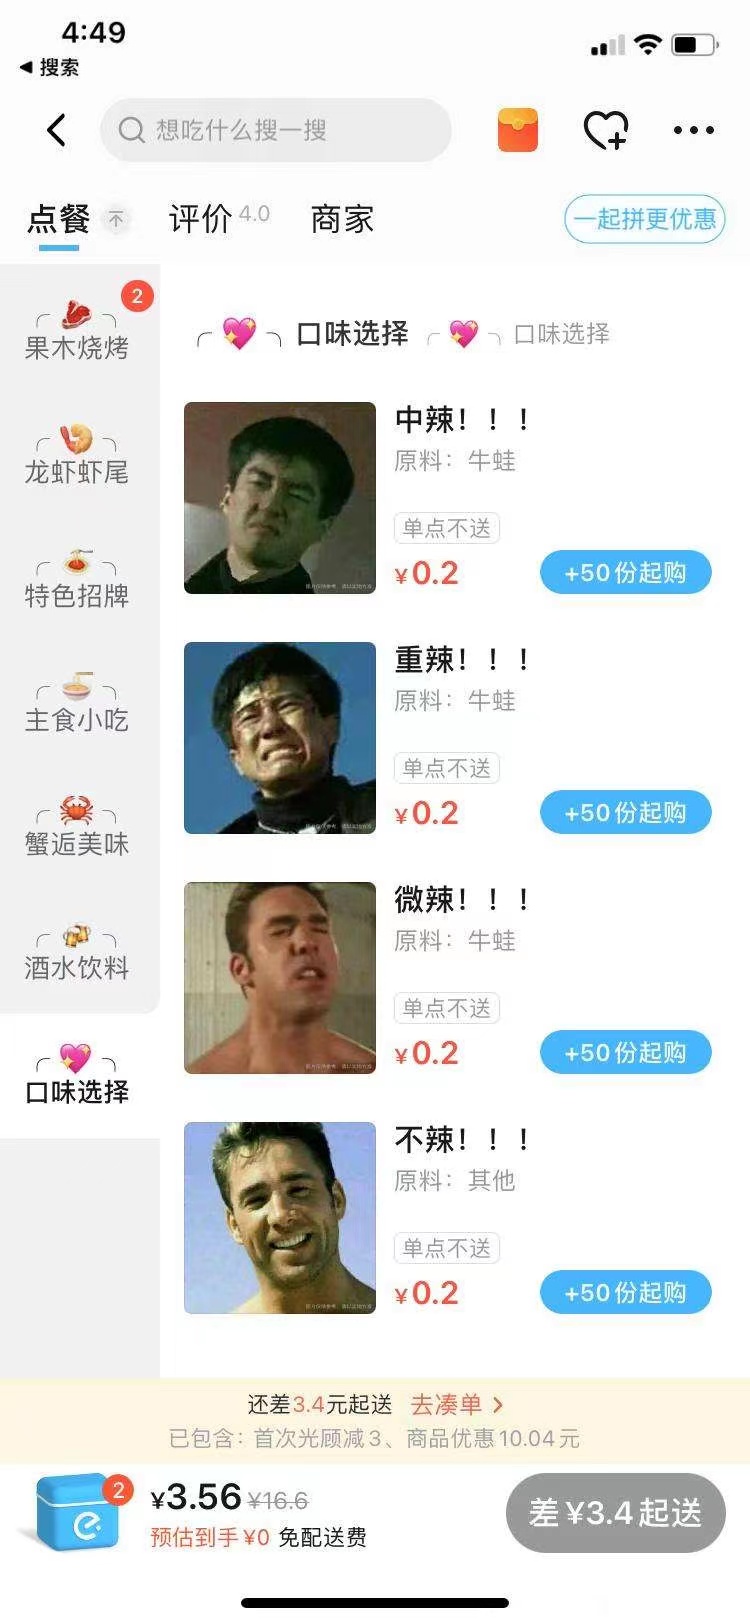 4:49
搜索
想吃什么搜一搜
点餐
评价 4.0
商家
一起拼更优惠
2
果木烧烤
龙虾虾尾
特色招牌
主食小吃
蟹逅美味
酒水饮料
口味选择
口味选择 口味选择
中辣！！！
原料：牛蛙
单点不送
¥0.2
+50份起购
重辣！！！
原料：牛蛙
单点不送
¥0.2
+50份起购
微辣！！！
原料：牛蛙
单点不送
¥0.2
+50份起购
不辣！！！
原料：其他
单点不送
¥0.2
+50份起购
还差3.4元起送 去凑单
已包含：首次光顾减3、商品优惠10.04元
2
¥3.56 ¥16.6
预估到手¥0 免配送费
差¥3.4起送